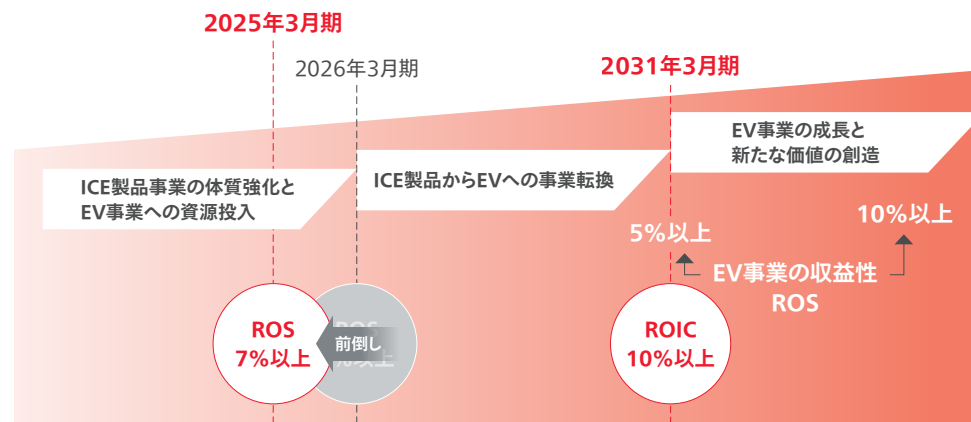 2025年3月期
2026年3月期
2031年3月期
ICE製品事業の体質強化と
EV事業への資源投入
ICE製品からEVへの事業転換
EV事業の成長と
新たな価値の創造
5%以上
10%以上
EV事業の収益性
ROS
ROS
7%以上
前倒し
ROIC
10%以上